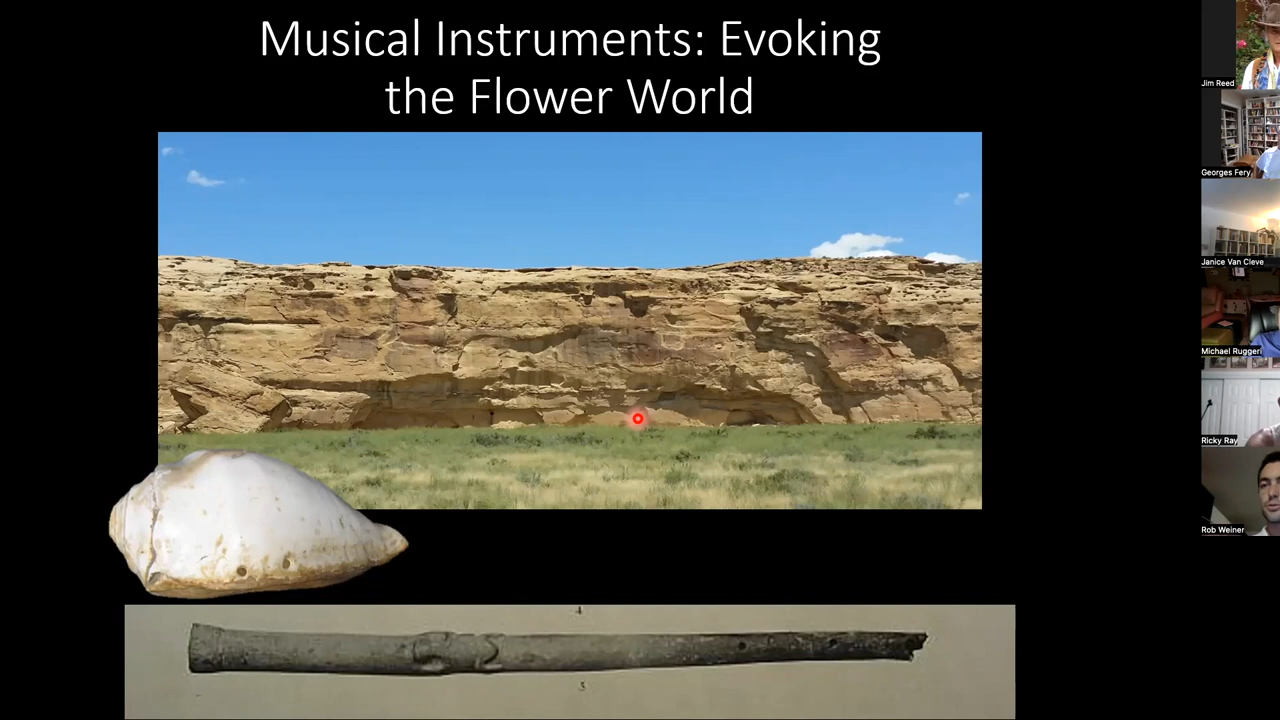 Musical Instruments: Evoking
the Flower World
Jim Reed
Georges Fery
Janice Van Cleve
Michael Ruggeri
Ricky Ray
Rob Weiner